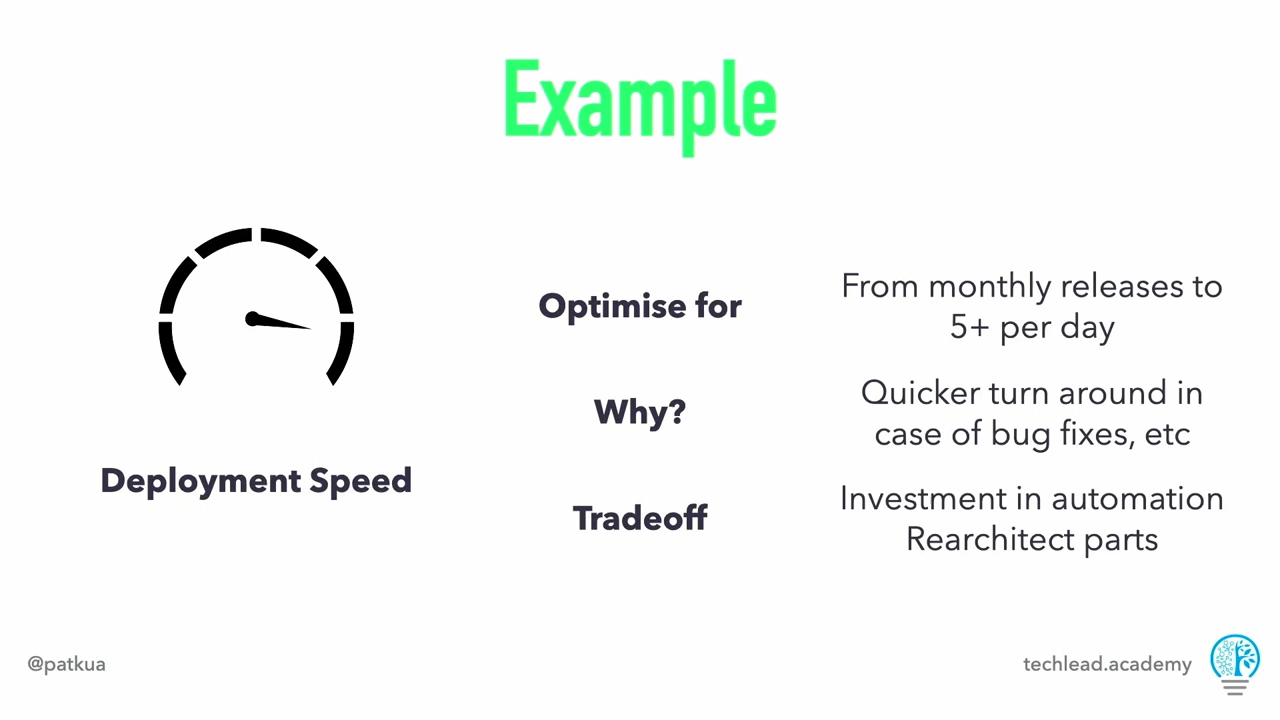 Example
Deployment Speed
Optimise for
From monthly releases to
5+ per day
Why?
Quicker turn around in
case of bug fixes, etc
Tradeoff
Investment in automation
Rearchitect parts
@patkua
techlead.academy